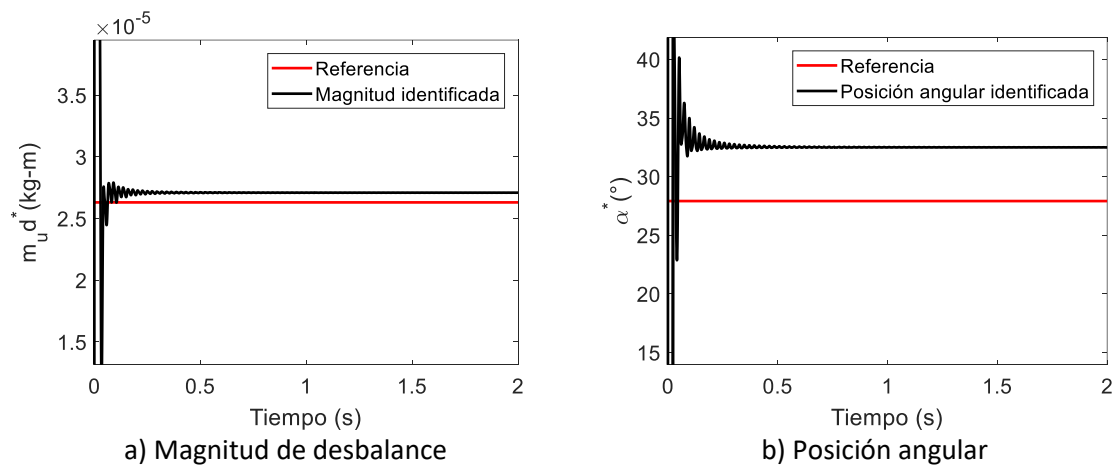 ×10⁻⁵
3.5
3
2.5
2
1.5
m_u d^* (kg-m)
Referencia
Magnitud identificada
0 0.5 1 1.5 2
Tiempo (s)
a) Magnitud de desbalance
40
35
30
25
20
15
α^* (°)
Referencia
Posición angular identificada
0 0.5 1 1.5 2
Tiempo (s)
b) Posición angular